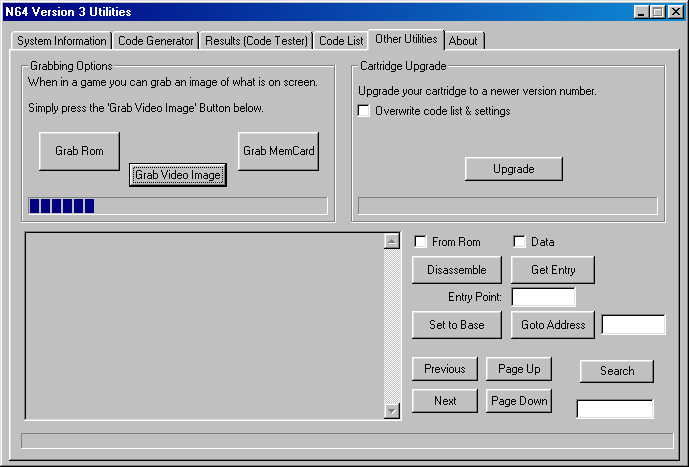 N64 Version 3 Utilities
System Information Code Generator Results (Code Tester) Code List Other Utilities About
Grabbing Options
When in a game you can grab an image of what is on screen.
Simply press the 'Grab Video Image' Button below.
Grab Rom
Grab MemCard
Grab Video Image
Cartridge Upgrade
Upgrade your cartridge to a newer version number.
Overwrite code list & settings
Upgrade
From Rom Data
Disassemble Get Entry
Entry Point:
Set to Base Goto Address
Previous Page Up Search
Next Page Down